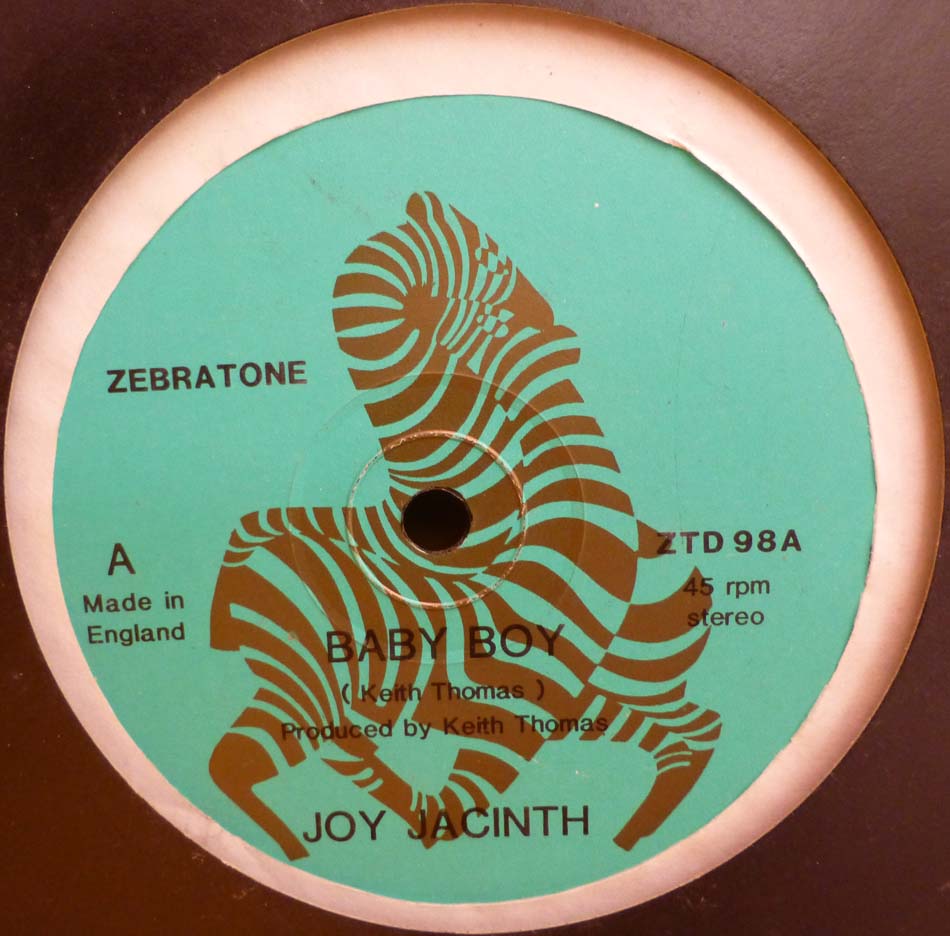 ZEBRATONE
A
Made in
England
ZTD 98A
45 rpm
stereo
BABY BOY
( Keith Thomas )
Produced by Keith Thomas
JOY JACINTH